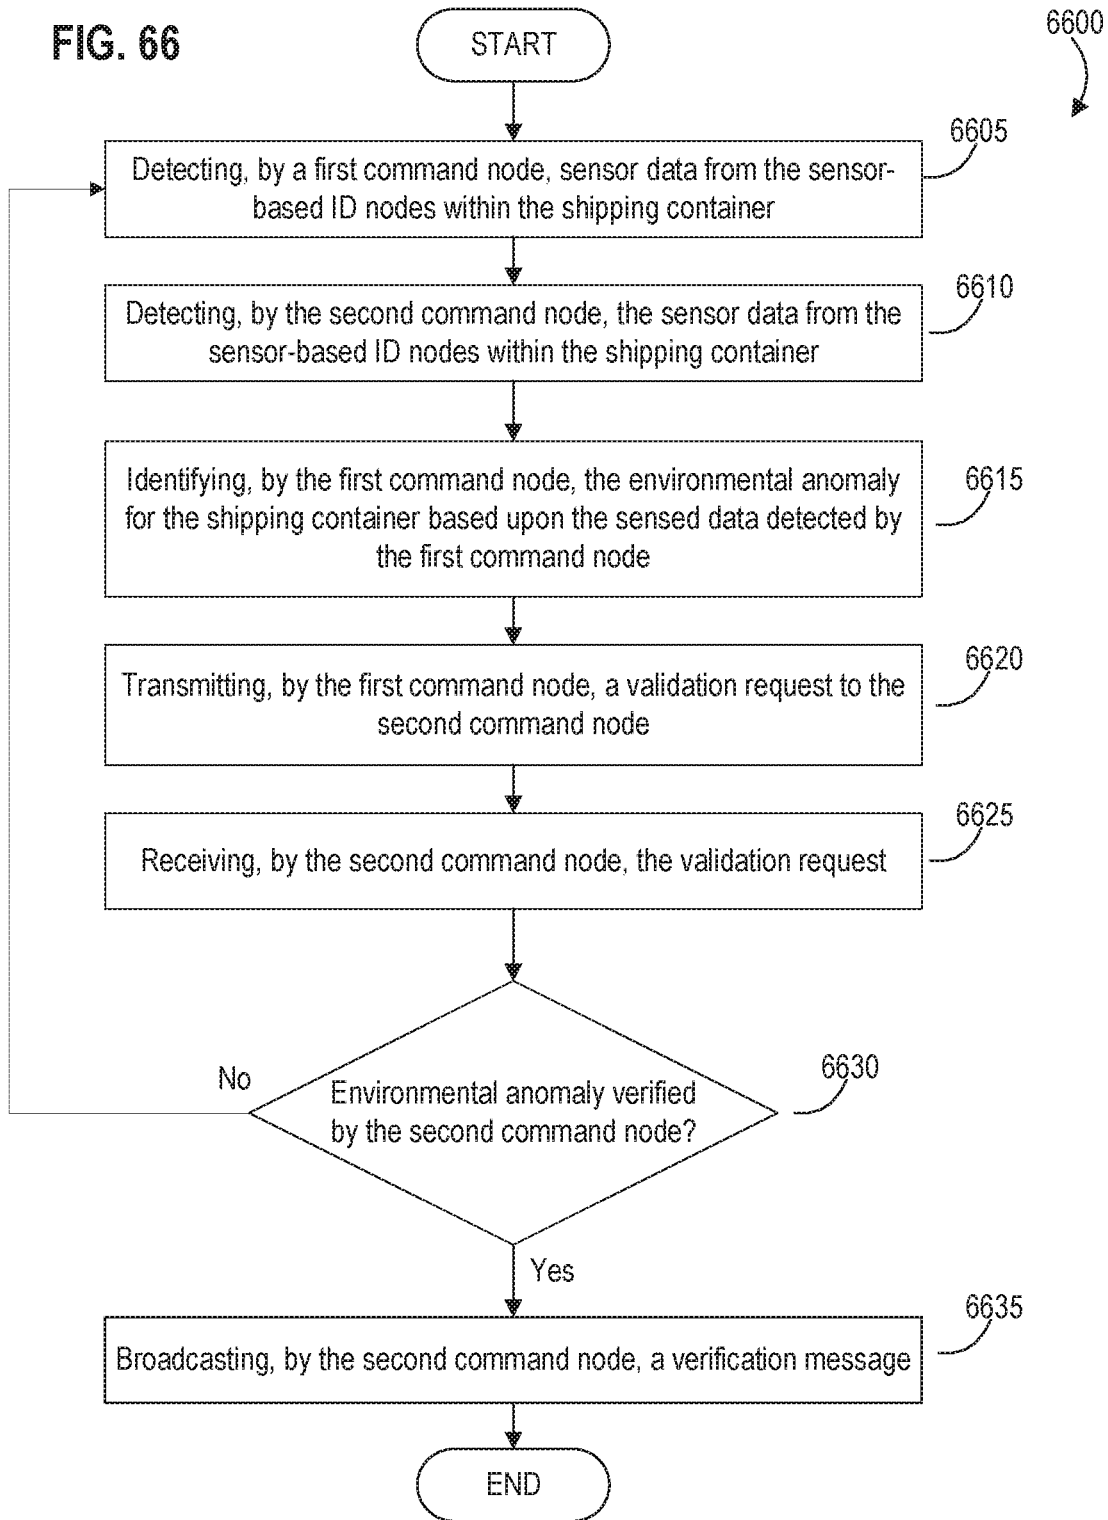 FIG. 66
START
6600
6605
Detecting, by a first command node, sensor data from the sensor-
based ID nodes within the shipping container
6610
Detecting, by the second command node, the sensor data from the
sensor-based ID nodes within the shipping container
6615
Identifying, by the first command node, the environmental anomaly
for the shipping container based upon the sensed data detected by
the first command node
6620
Transmitting, by the first command node, a validation request to the
second command node
6625
Receiving, by the second command node, the validation request
6630
No
Environmental anomaly verified
by the second command node?
Yes
6635
Broadcasting, by the second command node, a verification message
END